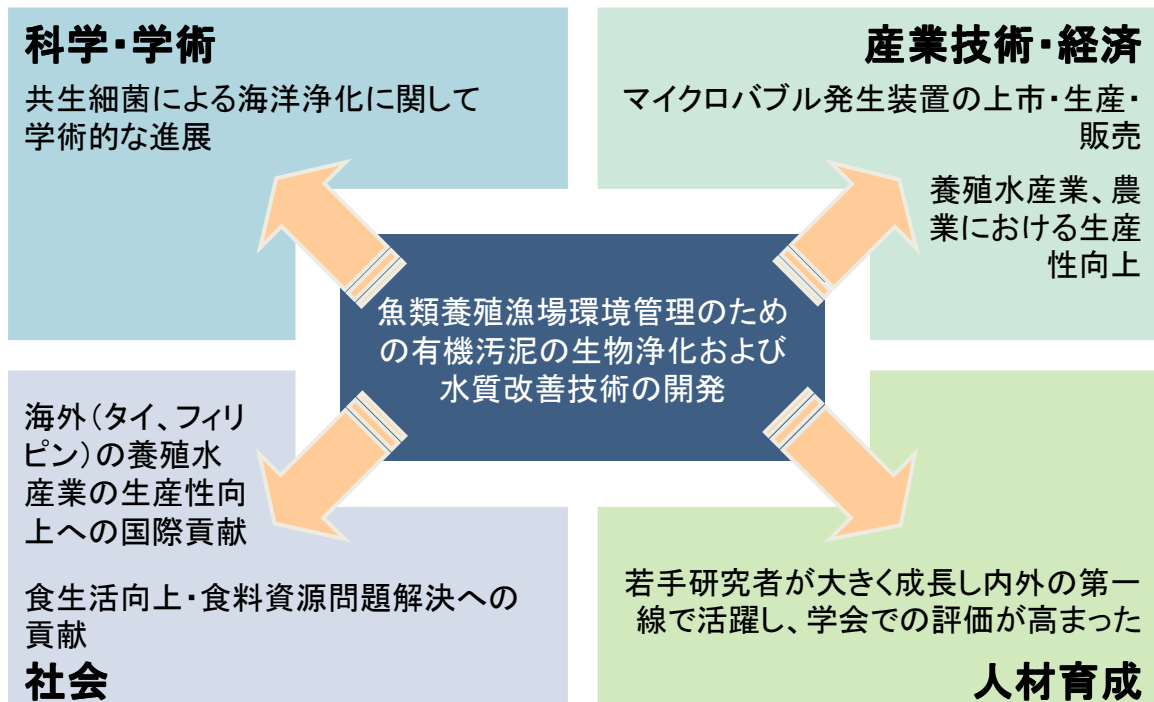 科学・学術
共生細菌による海洋浄化に関して
学術的な進展
産業技術・経済
マイクロバブル発生装置の上市・生産・
販売
養殖水産業、農
業における生産
性向上
魚類養殖漁場環境管理のため
の有機汚泥の生物浄化および
水質改善技術の開発
海外（タイ、フィリ
ピン）の養殖水
産業の生産性向
上への国際貢献
食生活向上・食料資源問題解決への
貢献
社会
若手研究者が大きく成長し内外の第一
線で活躍し、学会での評価が高まった
人材育成